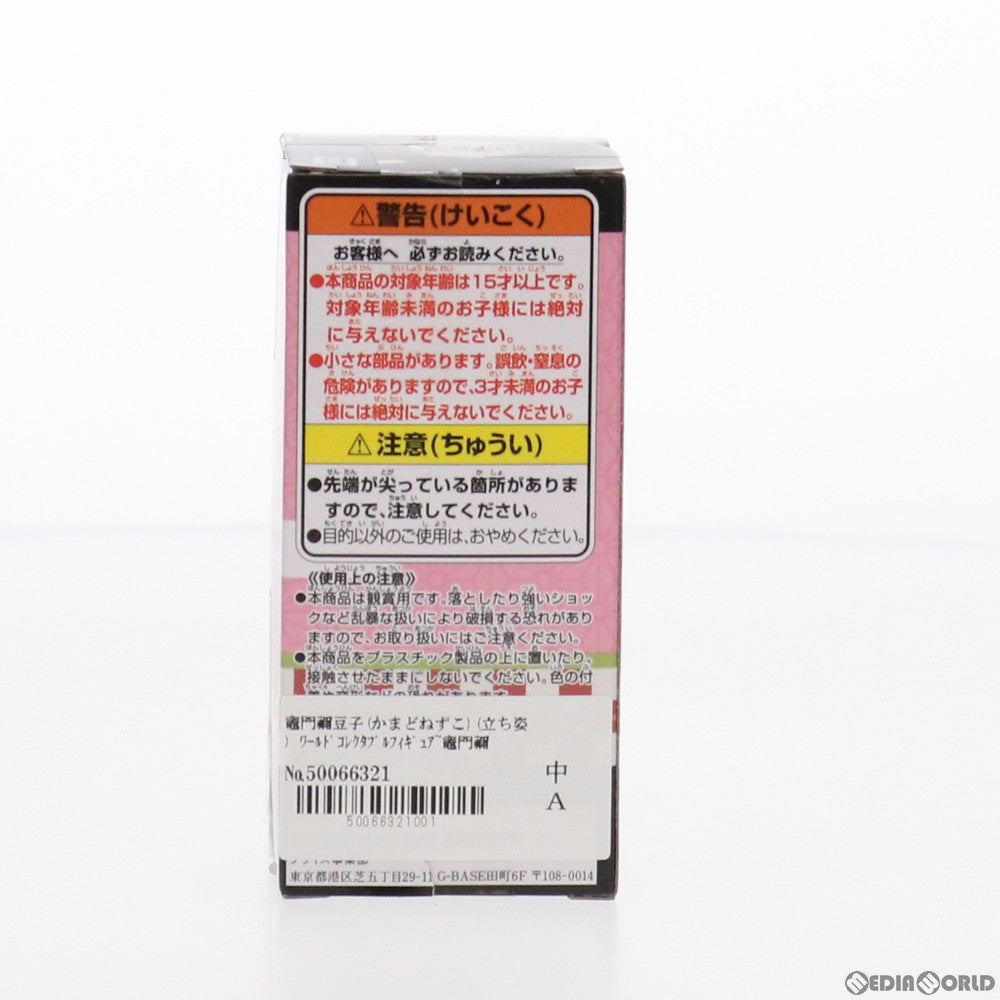 ⚠警告(けいこく)
お客様へ 必ずお読みください。
●本商品の対象年齢は15才以上です。
対象年齢未満のお子様には絶対
に与えないでください。
●小さな部品があります。誤飲・窒息の
危険がありますので、3才未満のお子
様には絶対に与えないでください。
⚠注意(ちゅうい)
●先端が尖っている箇所がありま
すので、注意してください。
●目的以外のご使用は、おやめください。
《使用上の注意》
●本商品は観賞用です。落としたり強いショッ
クなど乱暴な扱いにより破損する恐れがあり
ますので、お取り扱いにはご注意ください。
●本商品をプラスチック製品の上に置いたり、
接触させたままにしないでください。色の付
着や変形などの恐れがあります。
竈門禰豆子(かまどねずこ)(立ち姿
) ワールドコレクタブルフィギュア~竈門禰
№50066321
中
A
50066321001
東京都港区芝五丁目29-11 G-BASE田町6F 〒108-0014
MEDIAWORLD